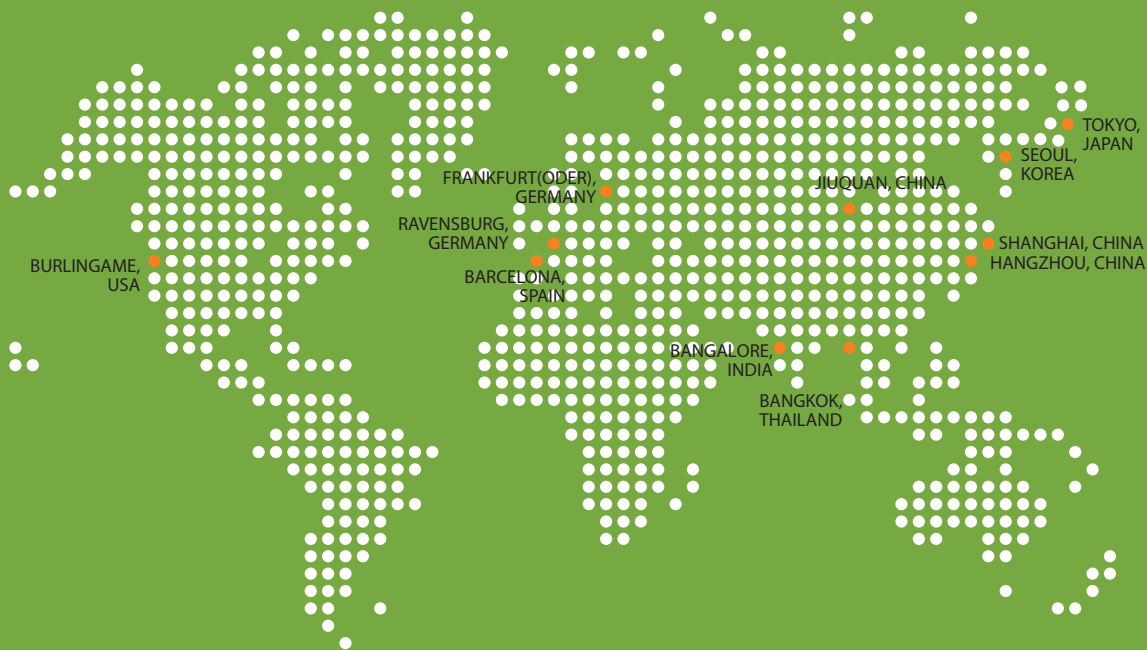 TOKYO,
JAPAN
SEOUL,
KOREA
FRANKFURT(ODER),
GERMANY
JIUQUAN, CHINA
RAVENSBURG,
GERMANY
SHANGHAI, CHINA
HANGZHOU, CHINA
BURLINGAME,
USA
BARCELONA,
SPAIN
BANGALORE,
INDIA
BANGKOK,
THAILAND